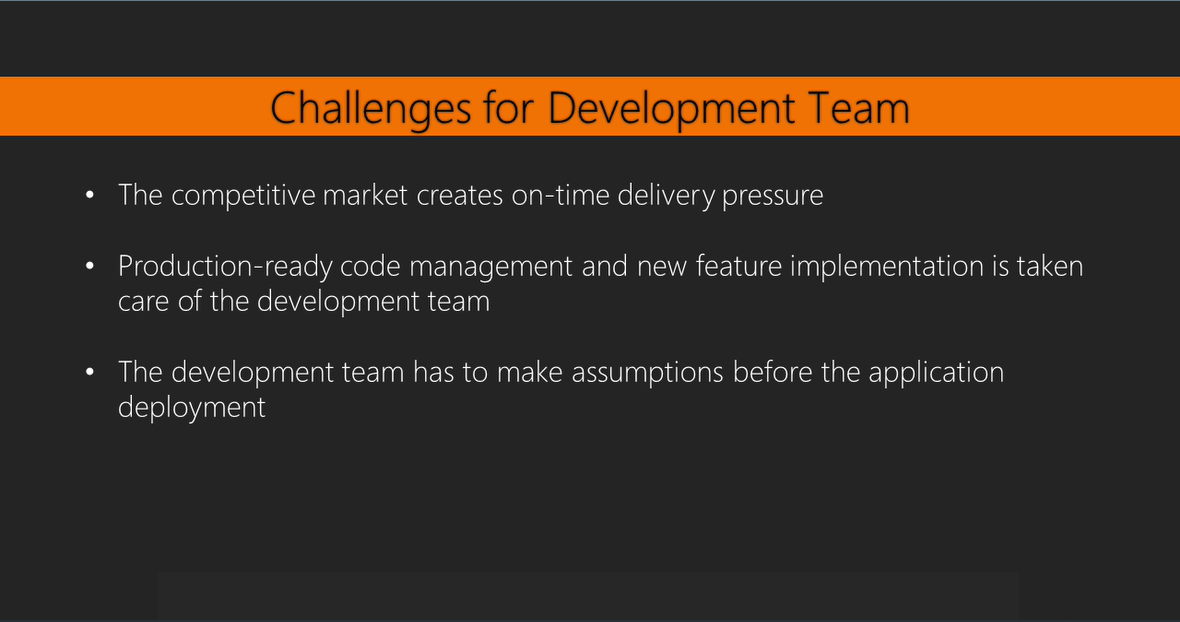 Challenges for Development Team
• The competitive market creates on-time delivery pressure
• Production-ready code management and new feature implementation is taken
care of the development team
• The development team has to make assumptions before the application
deployment